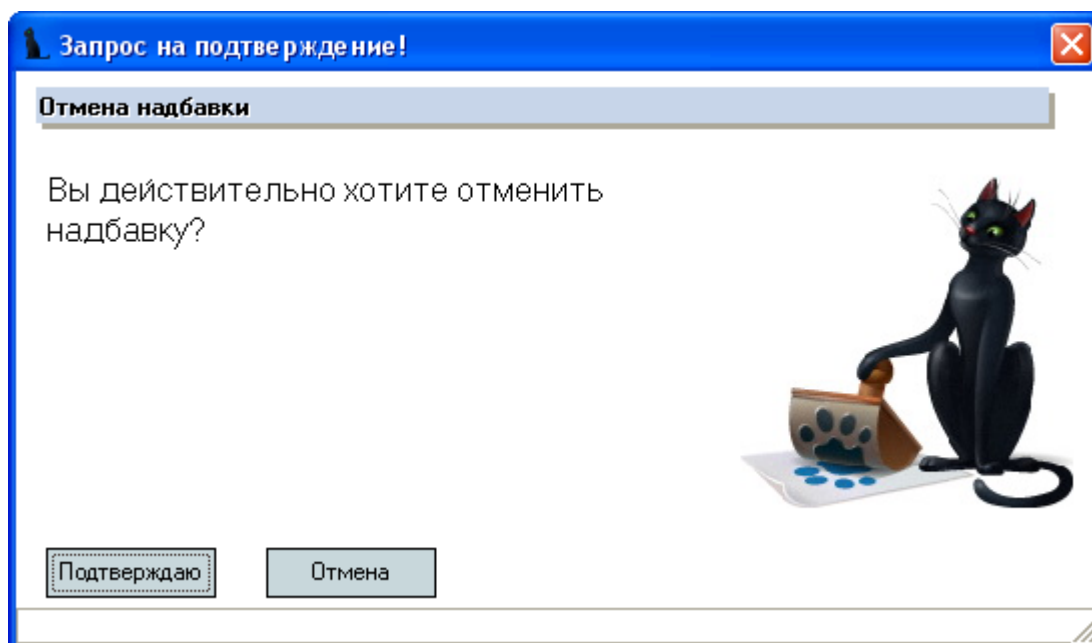 Запрос на подтверждение!
Отмена надбавки
Вы действительно хотите отменить
надбавку?
Подтверждаю
Отмена